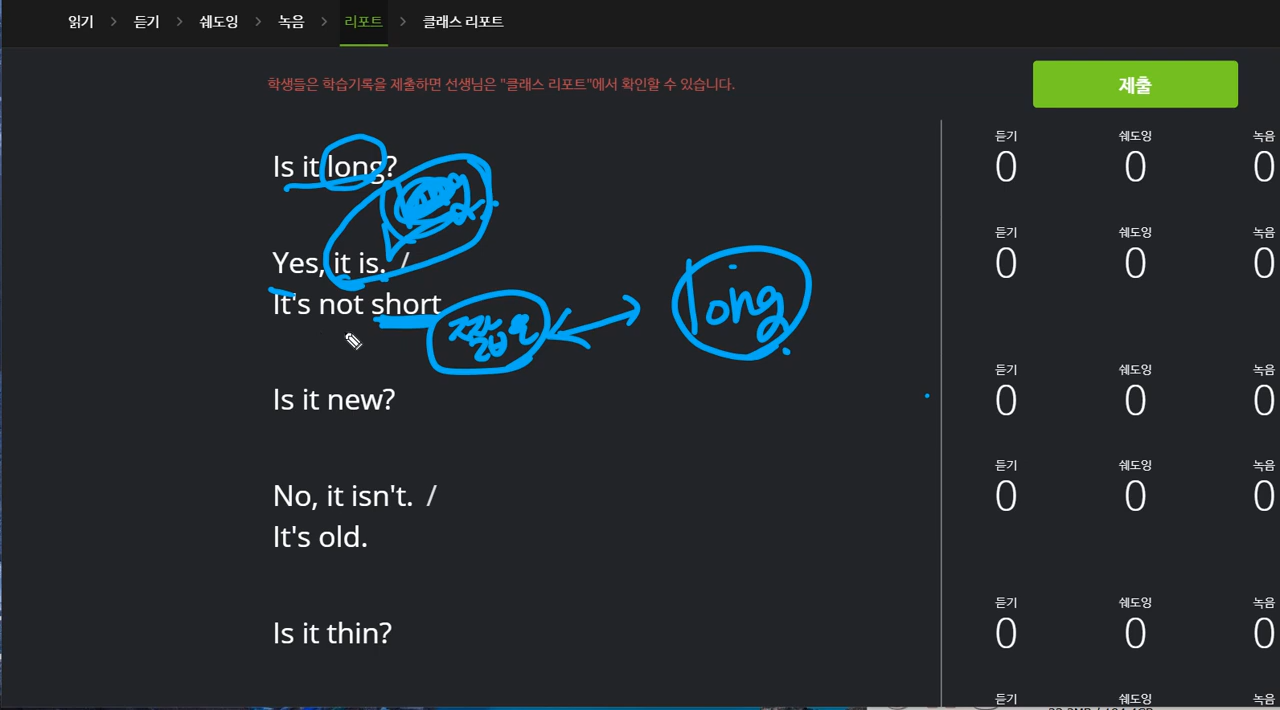 읽기 > 듣기 > 쉐도잉 > 녹음 > 리포트 > 클래스 리포트
학생들은 학습기록을 제출하면 선생님은 "클래스 리포트"에서 확인할 수 있습니다.
제출
Is it long?
듣기 쉐도잉 녹음
0 0 0
Yes, it is. /
It's not short
듣기 쉐도잉 녹음
0 0 0
짧은
long
Is it new?
듣기 쉐도잉 녹음
0 0 0
No, it isn't. /
It's old.
듣기 쉐도잉 녹음
0 0 0
Is it thin?
듣기 쉐도잉 녹음
0 0 0
듣기 쉐도잉 녹음